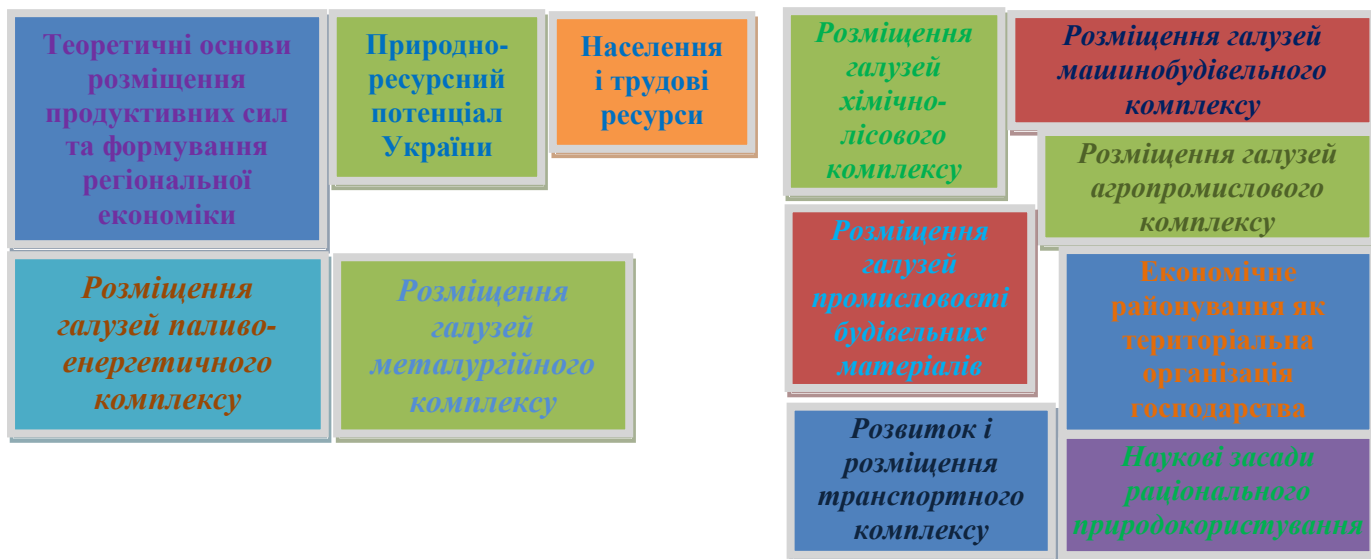 Теоретичні основи
розміщення
продуктивних сил
та формування
регіональної
економіки
Природно-
ресурсний
потенціал
України
Населення
і трудові
ресурси
Розміщення
галузей паливо-
енергетичного
комплексу
Розміщення
галузей
металургійного
комплексу
Розміщення
галузей
хімічно-
лісового
комплексу
Розміщення галузей
машинобудівельного
комплексу
Розміщення галузей
агропромислового
комплексу
Розміщення
галузей
промисловості
будівельних
матеріалів
Економічне
районування як
територіальна
організація
господарства
Розвиток і
розміщення
транспортного
комплексу
Наукові засади
раціонального
природокористування